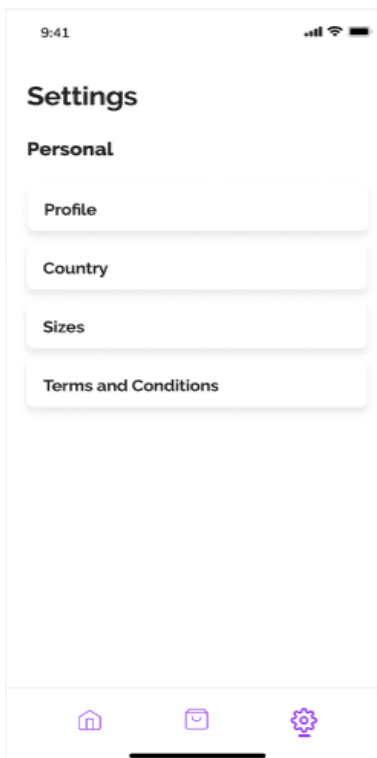 9:41
Settings
Personal
Profile
Country
Sizes
Terms and Conditions